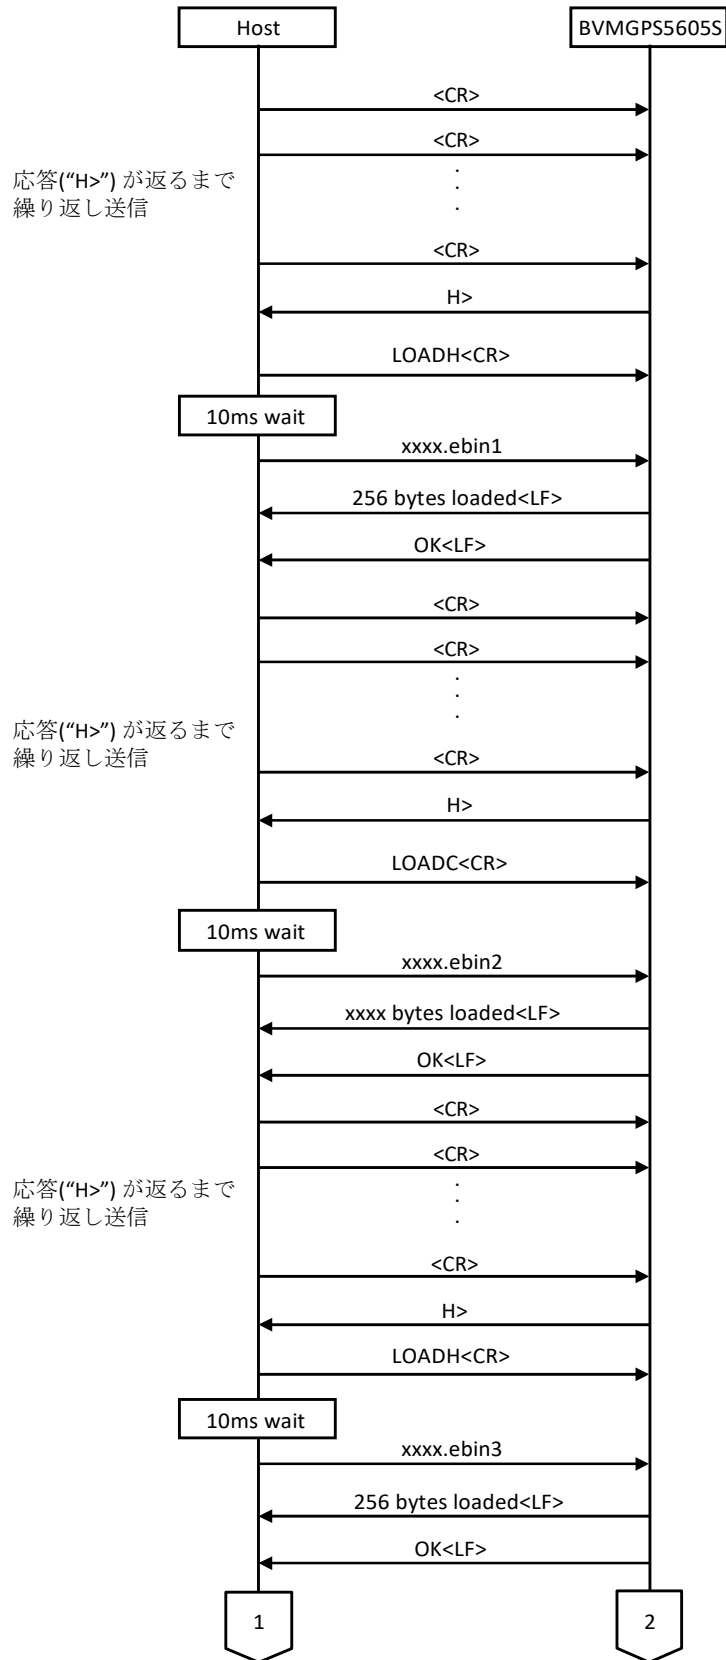 Host
BVMGPS5605S
<CR>
<CR>
.
.
.
応答(“H>”) が返るまで
繰り返し送信
<CR>
H>
LOADH<CR>
10ms wait
xxxx.ebin1
256 bytes loaded<LF>
OK<LF>
<CR>
<CR>
.
.
.
応答(“H>”) が返るまで
繰り返し送信
<CR>
H>
LOADC<CR>
10ms wait
xxxx.ebin2
xxxx bytes loaded<LF>
OK<LF>
<CR>
<CR>
.
.
.
応答(“H>”) が返るまで
繰り返し送信
<CR>
H>
LOADH<CR>
10ms wait
xxxx.ebin3
256 bytes loaded<LF>
OK<LF>
1
2